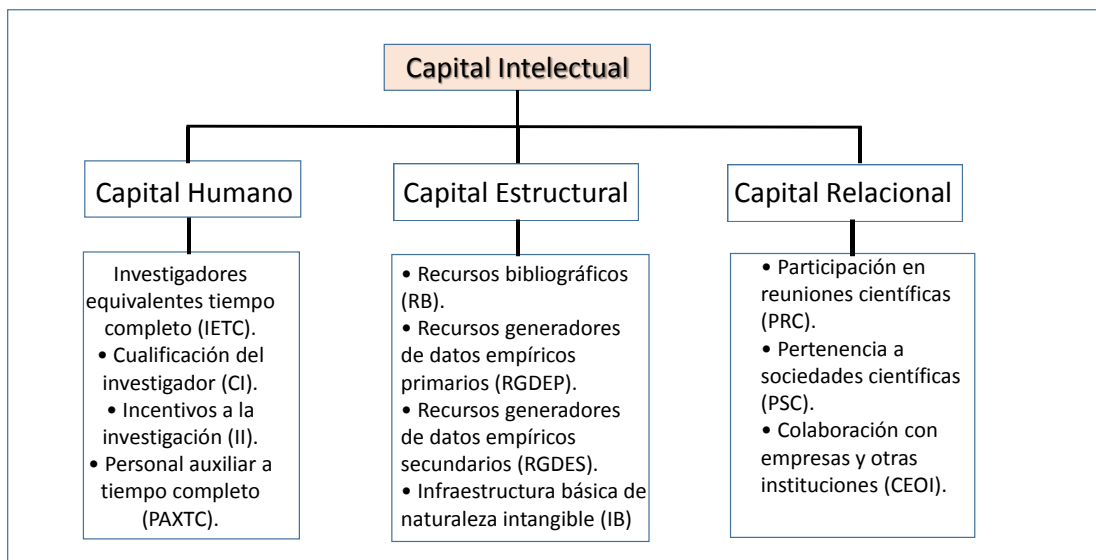 Capital Intelectual
Capital Humano
Investigadores
equivalentes tiempo
completo (IETC).
• Cualificación del
investigador (CI).
• Incentivos a la
investigación (II).
• Personal auxiliar a
tiempo completo
(PAXTC).
Capital Estructural
• Recursos bibliográficos
(RB).
• Recursos generadores
de datos empíricos
primarios (RGDEP).
• Recursos generadores
de datos empíricos
secundarios (RGDES).
• Infraestructura básica de
naturaleza intangible (IB)
Capital Relacional
• Participación en
reuniones científicas
(PRC).
• Pertenencia a
sociedades científicas
(PSC).
• Colaboración con
empresas y otras
instituciones (CEOI).